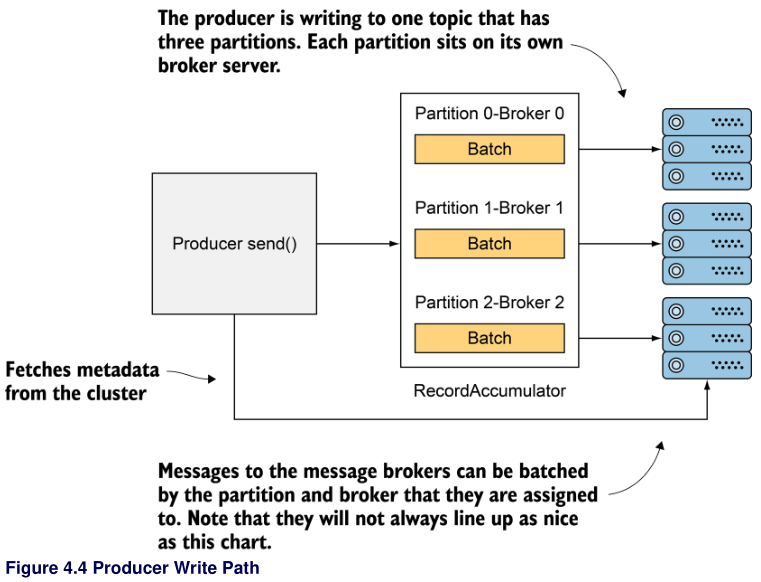 The producer is writing to one topic that has
three partitions. Each partition sits on its own
broker server.
Partition 0-Broker 0
Batch
Partition 1-Broker 1
Producer send()
Batch
Partition 2-Broker 2
Batch
Fetches metadata
from the cluster
RecordAccumulator
Messages to the message brokers can be batched
by the partition and broker that they are assigned
to. Note that they will not always line up as nice
as this chart.
Figure 4.4 Producer Write Path